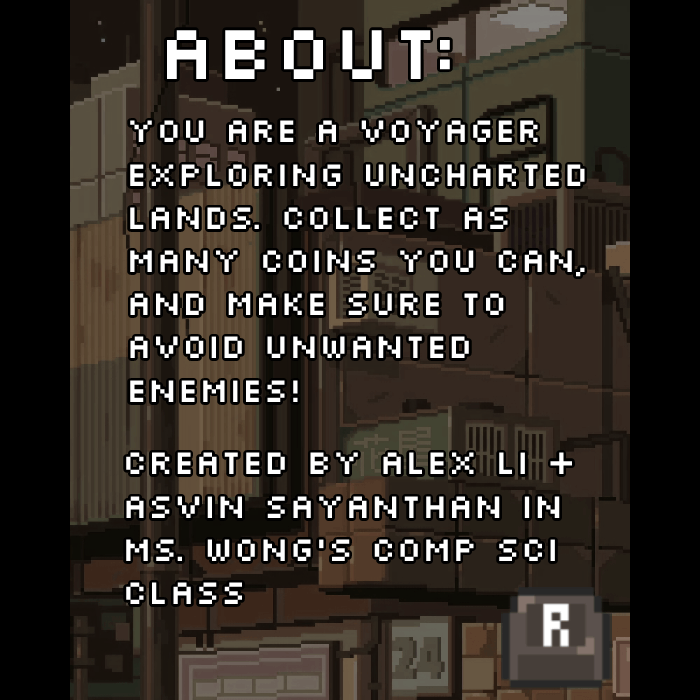 ABOUT:
YOU ARE A VOYAGER
EXPLORING UNCHARTED
LANDS. COLLECT AS
MANY COINS YOU CAN,
AND MAKE SURE TO
AVOID UNWANTED
ENEMIES!
CREATED BY ALEX LI +
ASVIN SAYANTHAN IN
MS. WONG'S COMP SCI
CLASS
R
24